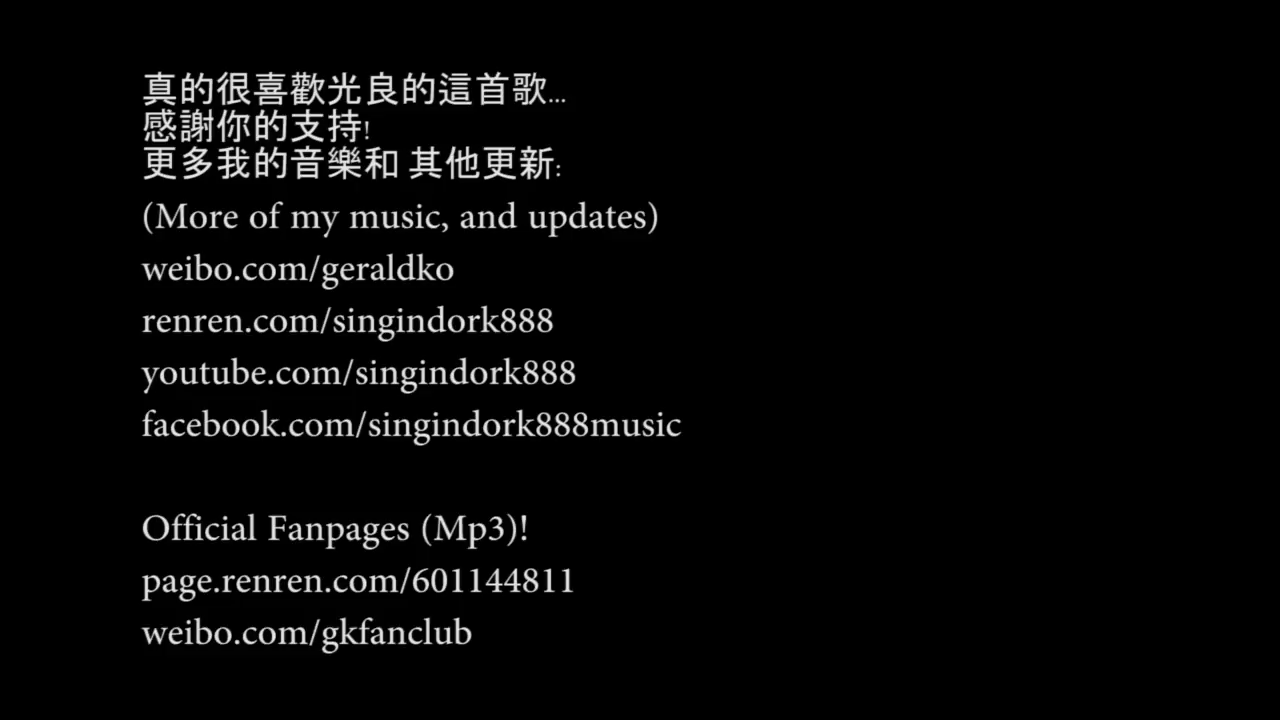 真的很喜歡光良的這首歌...
感謝你的支持!
更多我的音樂和 其他更新:
(More of my music, and updates)
weibo.com/geraldko
renren.com/singindork888
youtube.com/singindork888
facebook.com/singindork888music
Official Fanpages (Mp3)!
page.renren.com/601144811
weibo.com/gkfanclub